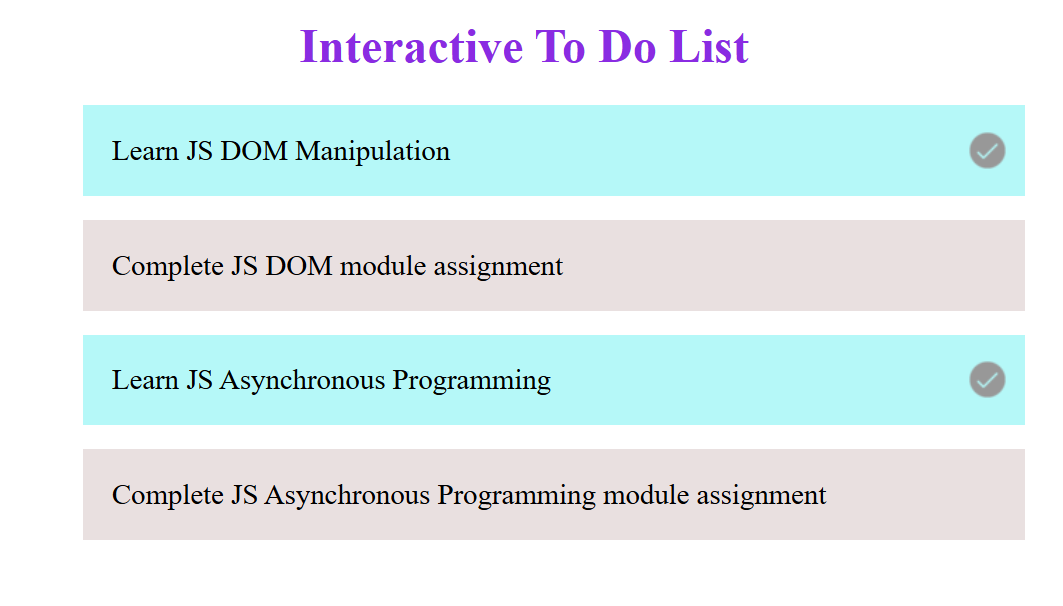 Interactive To Do List
Learn JS DOM Manipulation
Complete JS DOM module assignment
Learn JS Asynchronous Programming
Complete JS Asynchronous Programming module assignment